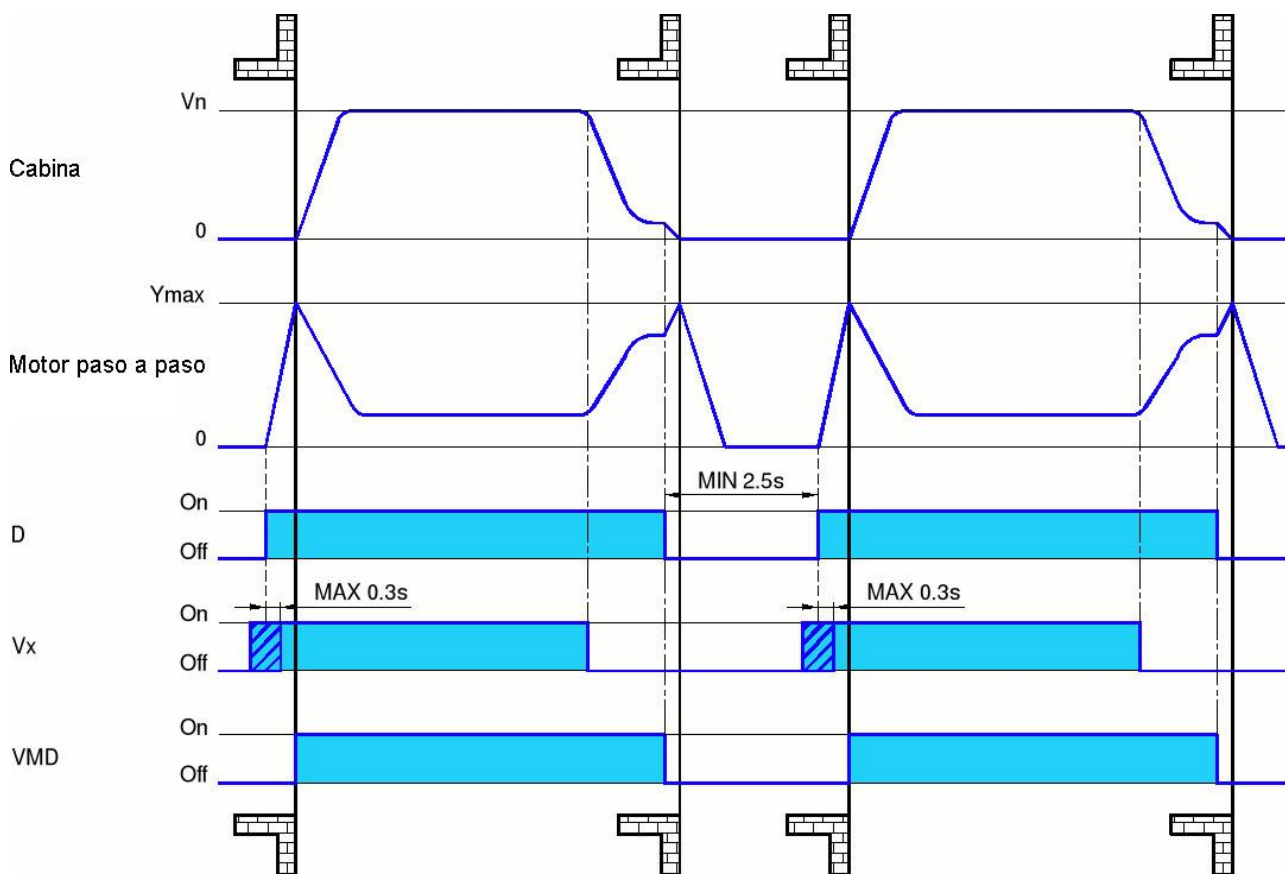 Vn
Cabina
0
Ymax
Motor paso a paso
0
MIN 2.5s
On
D
Off
MAX 0.3s MAX 0.3s
On
Vx
Off
On
VMD
Off